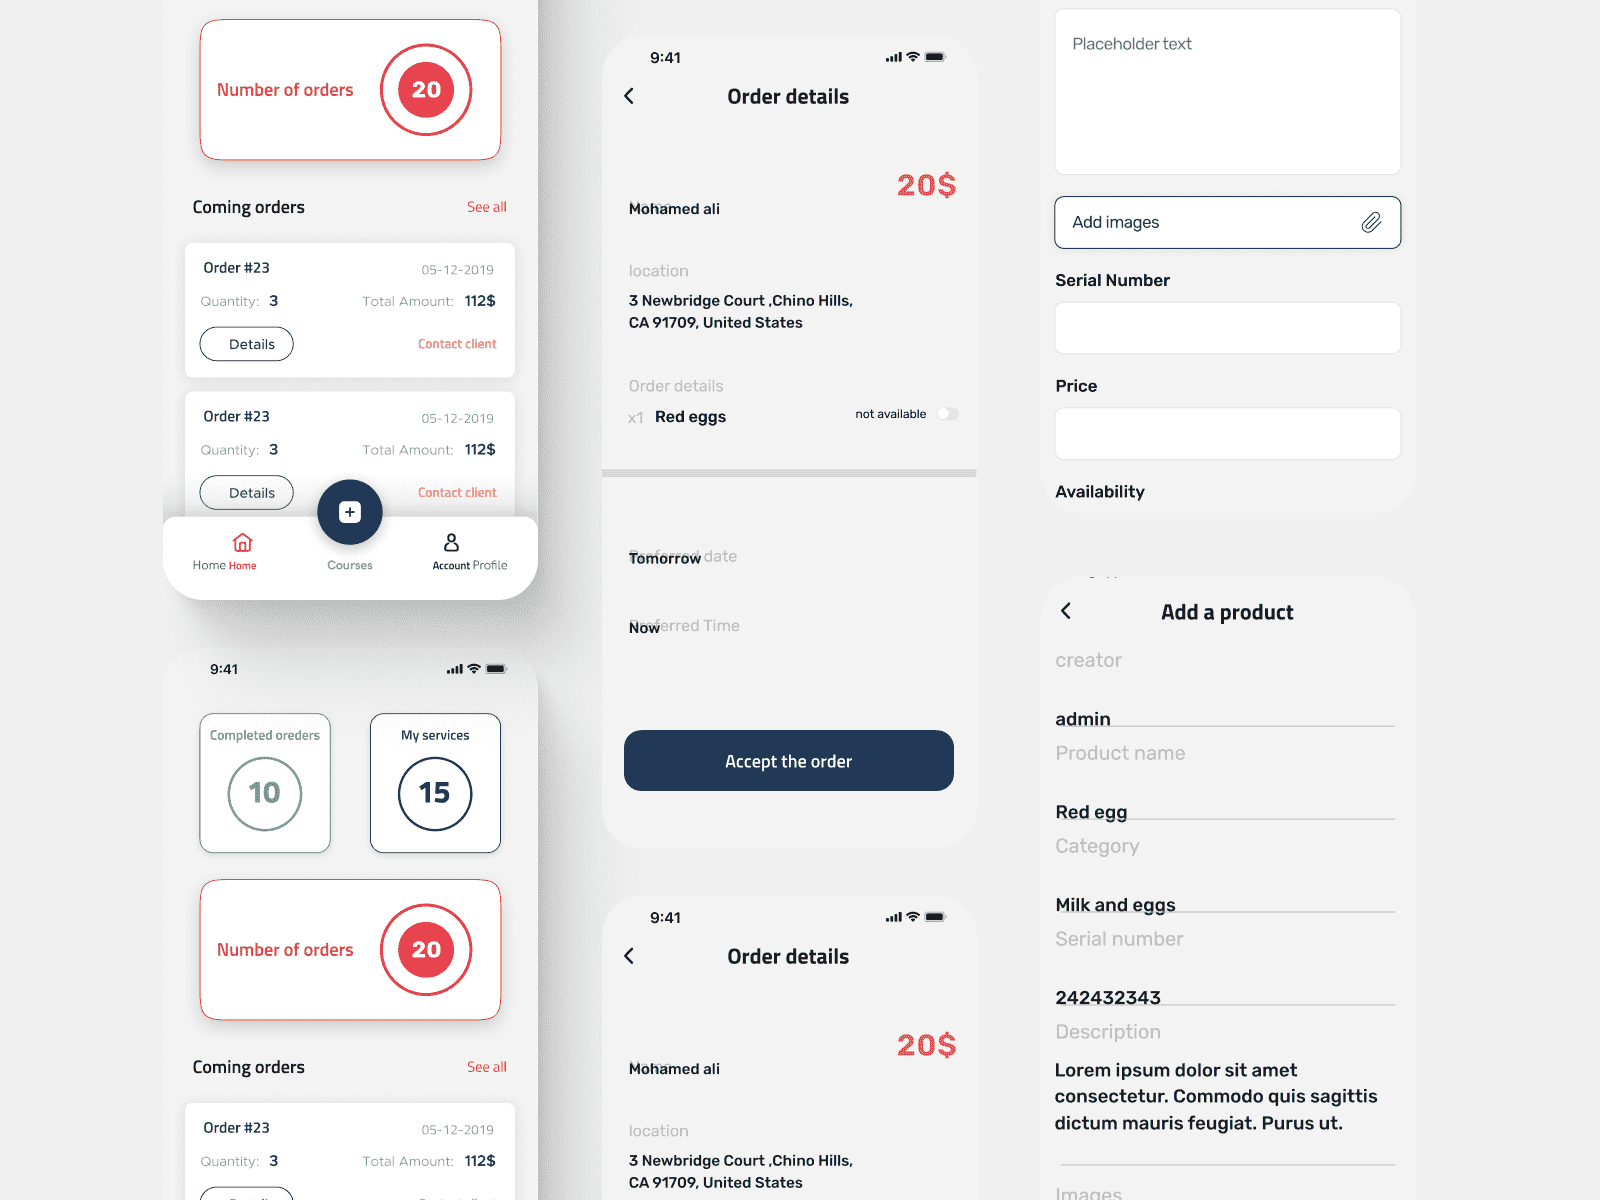 Number of orders
20
Coming orders
See all
Order #23
05-12-2019
Quantity: 3
Total Amount: 112$
Details
Contact client
Order #23
05-12-2019
Quantity: 3
Total Amount: 112$
Details
Contact client
Home Home
Courses
Account Profile
9:41
Completed oreders
10
My services
15
Number of orders
20
Coming orders
See all
Order #23
05-12-2019
Quantity: 3
Total Amount: 112$
9:41
Order details
20$
Mohamed ali
location
3 Newbridge Court ,Chino Hills,
CA 91709, United States
Order details
x1 Red eggs
not available
Preferred date
Tomorrow
Preferred Time
Now
Accept the order
9:41
Order details
20$
Mohamed ali
location
3 Newbridge Court ,Chino Hills,
CA 91709, United States
Placeholder text
Add images
Serial Number
Price
Availability
Add a product
creator
admin
Product name
Red egg
Category
Milk and eggs
Serial number
242432343
Description
Lorem ipsum dolor sit amet
consectetur. Commodo quis sagittis
dictum mauris feugiat. Purus ut.
Images